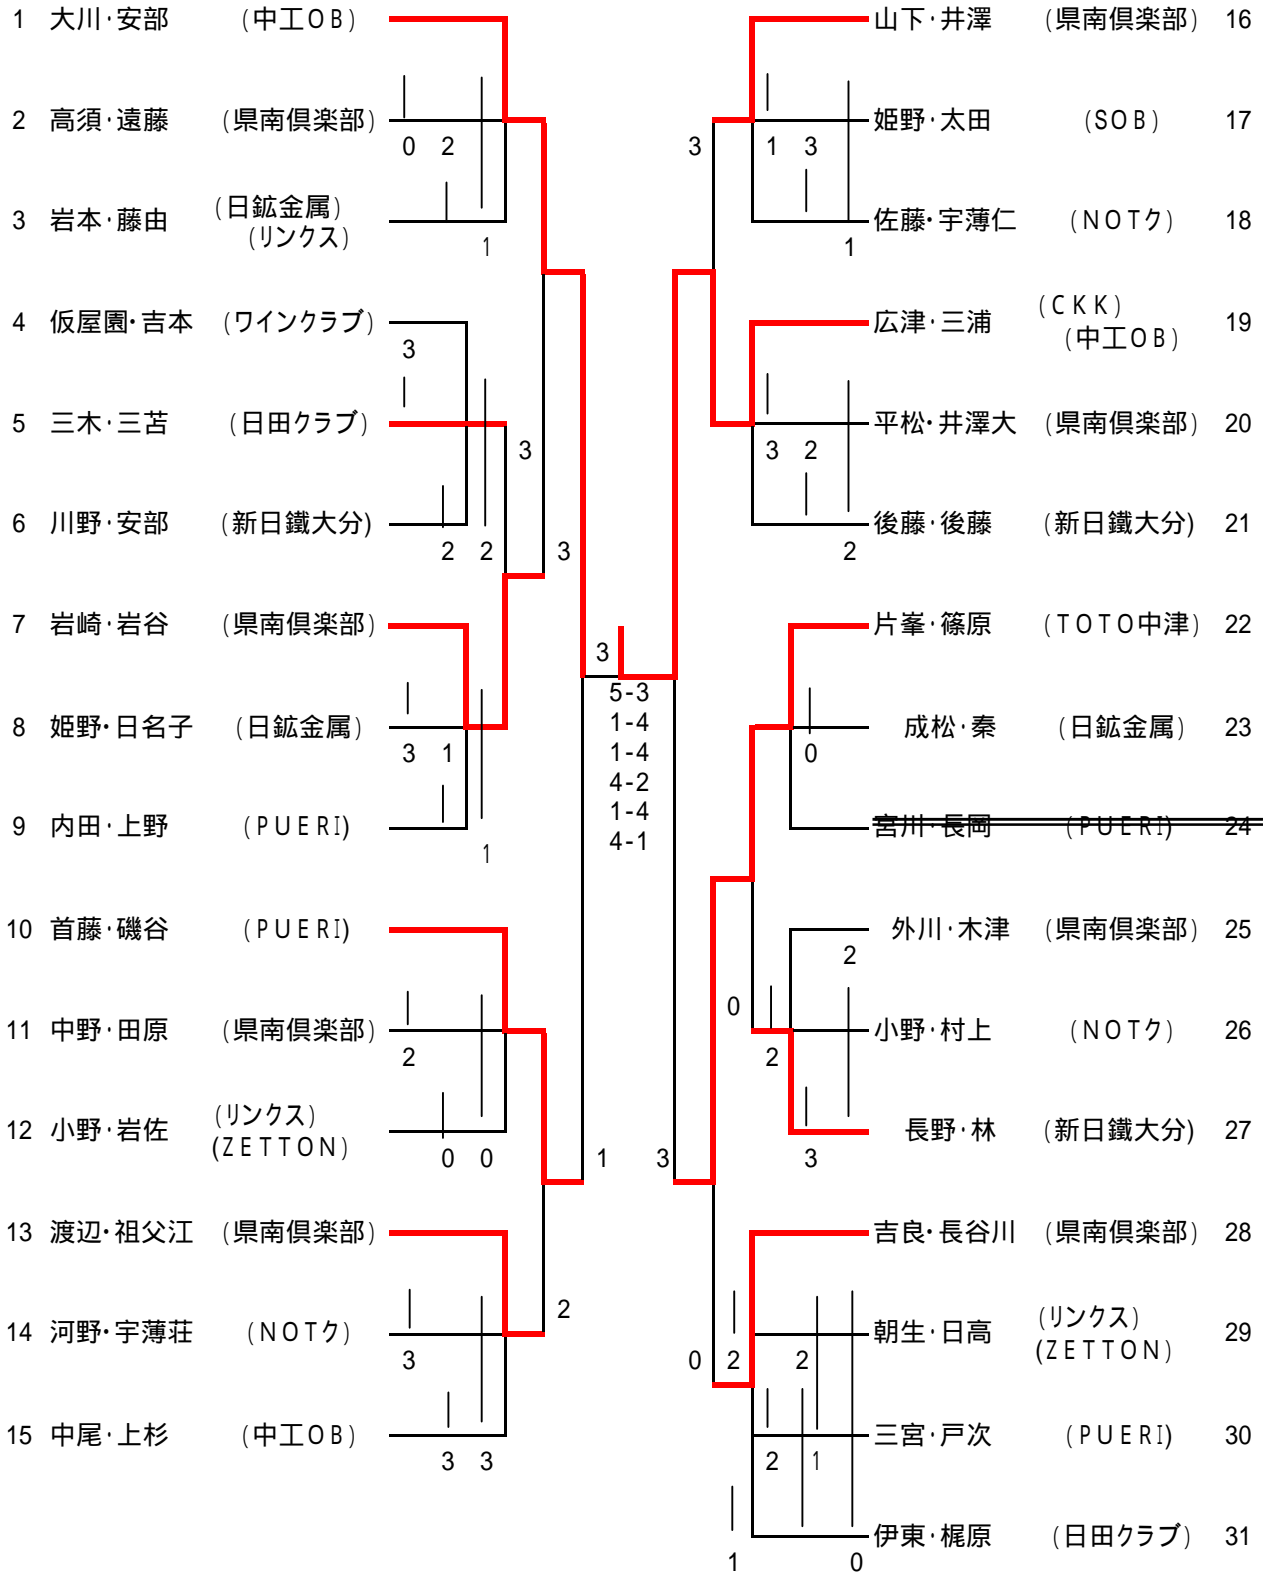 1 大川・安部 (中工OB)
2 高須・遠藤 (県南倶楽部)
0 2
3 岩本・藤由 (日鉱金属)
(リンクス)
1
4 仮屋園・吉本 (ワインクラブ)
3
5 三木・三苫 (日田クラブ)
3
6 川野・安部 (新日鐵大分)
2 2
3
7 岩崎・岩谷 (県南倶楽部)
8 姫野・日名子 (日鉱金属)
3 1
9 内田・上野 (PUERI)
1
10 首藤・磯谷 (PUERI)
11 中野・田原 (県南倶楽部)
2
12 小野・岩佐 (リンクス)
(ZETTON)
0 0
1
13 渡辺・祖父江 (県南倶楽部)
2
14 河野・宇薄荘 (NOTク)
3
15 中尾・上杉 (中工OB)
3 3
3
5-3
1-4
1-4
4-2
1-4
4-1
山下・井澤 (県南倶楽部) 16
姫野・太田 (SOB) 17
3 1 3
佐藤・宇薄仁 (NOTク) 18
1
広津・三浦 (CKK)
(中工OB) 19
平松・井澤大 (県南倶楽部) 20
3 2
後藤・後藤 (新日鐵大分) 21
2
片峯・篠原 (TOTO中津) 22
成松・秦 (日鉱金属) 23
0
宮川・長岡 (PUERI) 24
外川・木津 (県南倶楽部) 25
2
0
小野・村上 (NOTク) 26
2
長野・林 (新日鐵大分) 27
3
3
吉良・長谷川 (県南倶楽部) 28
朝生・日高 (リンクス)
(ZETTON) 29
0 2 2
三宮・戸次 (PUERI) 30
2 1
伊東・梶原 (日田クラブ) 31
1 0